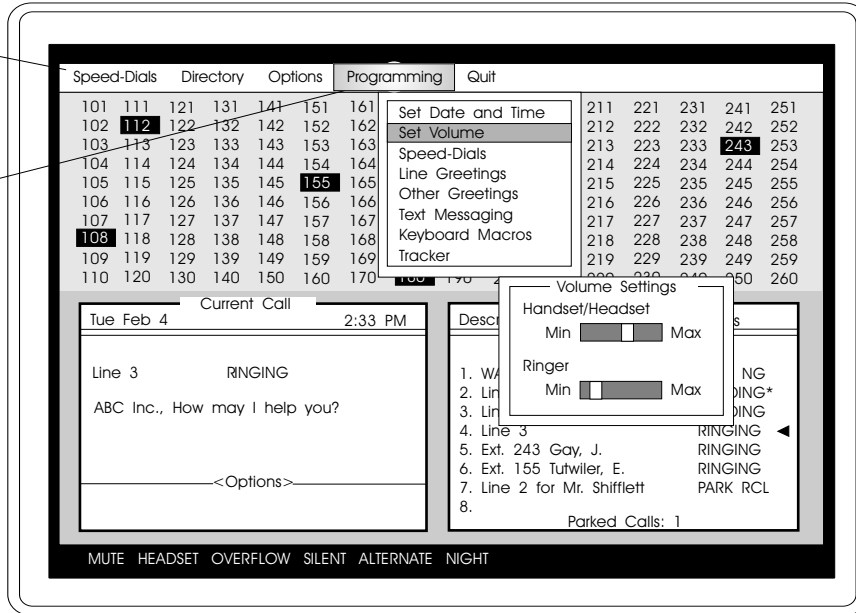 Speed-Dials Directory Options Programming Quit
101 111 121 131 141 151 161 211 221 231 241 251
102 112 122 132 142 152 162 212 222 232 242 252
103 113 123 133 143 153 163 213 223 233 243 253
104 114 124 134 144 154 164 214 224 234 244 254
105 115 125 135 145 155 165 215 225 235 245 255
106 116 126 136 146 156 166 216 226 236 246 256
107 117 127 137 147 157 167 217 227 237 247 257
108 118 128 138 148 158 168 218 228 238 248 258
109 119 129 139 149 159 169 219 229 239 249 259
110 120 130 140 150 160 170 260
Set Date and Time
Set Volume
Speed-Dials
Line Greetings
Other Greetings
Text Messaging
Keyboard Macros
Tracker
Volume Settings
Handset/Headset
Min Max
Ringer
Min Max
Current Call
Tue Feb 4 2:33 PM
Line 3 RINGING
ABC Inc., How may I help you?
<Options>
1.
2.
3.
4. Line 3 RINGING ◄
5. Ext. 243 Gay, J. RINGING
6. Ext. 155 Tutwiler, E. RINGING
7. Line 2 for Mr. Shifflett PARK RCL
8.
Parked Calls: 1
MUTE HEADSET OVERFLOW SILENT ALTERNATE NIGHT